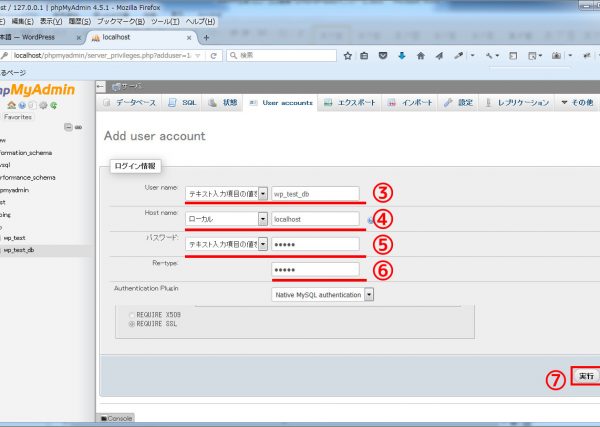 st / 127.0.0.1 | phpMyAdmin 4.5.1 - Mozilla Firefox
編集(E) 表示(V) 履歴(S) ブックマーク(B) ツール(T) ヘルプ(H)
本語 — WordPress
localhost
localhost/phpmyadmin/server_privileges.php?adduser=1
検索
るページ
phpMyAdmin
サーバ
データベース SQL 状態 User accounts エクスポート インポート 設定 レプリケーション その他
Favorites
formation_schema
ysql
erformance_schema
pmyadmin
st
ping
p
wp_test
wp_test_db
Add user account
ログイン情報
User name: テキスト入力項目の値を wp_test_db ③
Host name: ローカル localhost ④
パスワード: テキスト入力項目の値を ●●●●● ⑤
Re-type: ●●●●● ⑥
Authentication Plugin Native MySQL authentication
REQUIRE X509
REQUIRE SSL
⑦ 実行
Console